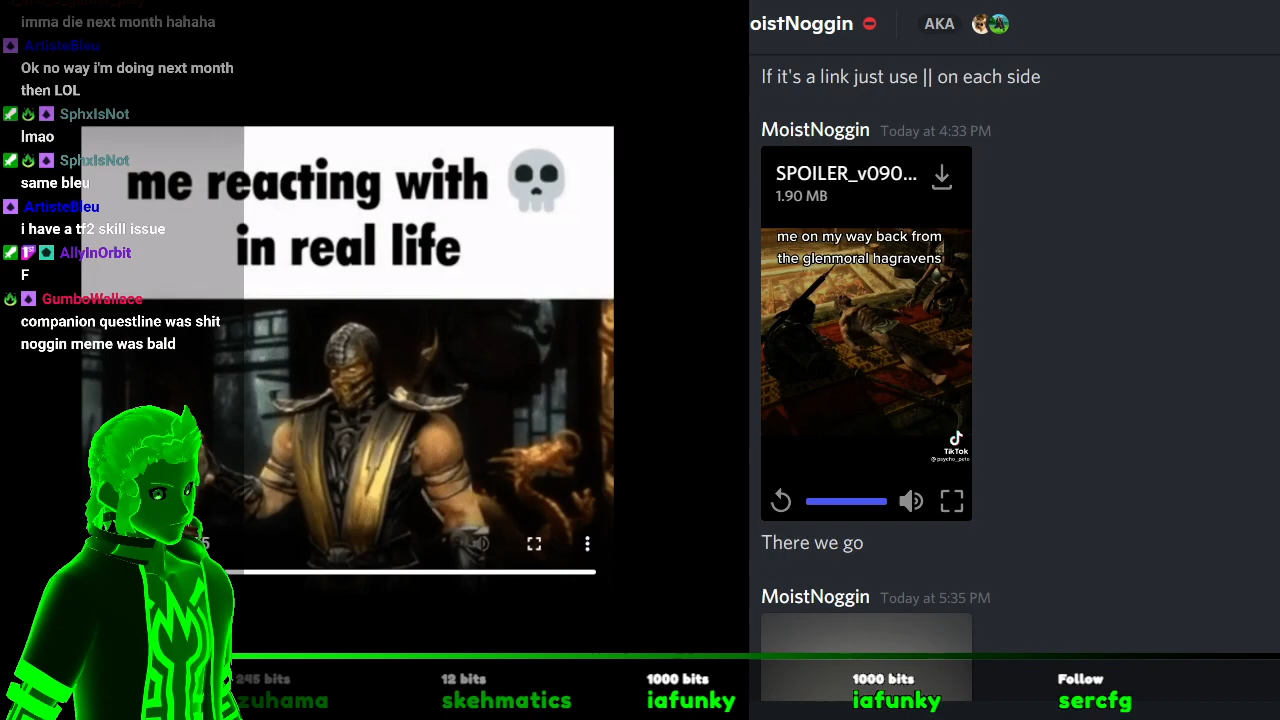 imma die next month hahaha
ArtisteBleu
Ok no way i'm doing next month
then LOL
SphxIsNot
lmao
SphxIsNot
same bleu
ArtisteBleu
i have a tf2 skill issue
AllyInOrbit
F
GumboWallace
companion questline was shit
noggin meme was bald
me reacting with 💀
in real life
oistNoggin
AKA
If it's a link just use || on each side
MoistNoggin Today at 4:33 PM
SPOILER_v090...
1.90 MB
me on my way back from
the glenmoral hagravens
TikTok
@psycho_pete
There we go
MoistNoggin Today at 5:35 PM
245 bits
zuhama
12 bits
skehmatics
1000 bits
iafunky
1000 bits
iafunky
Follow
sercfg